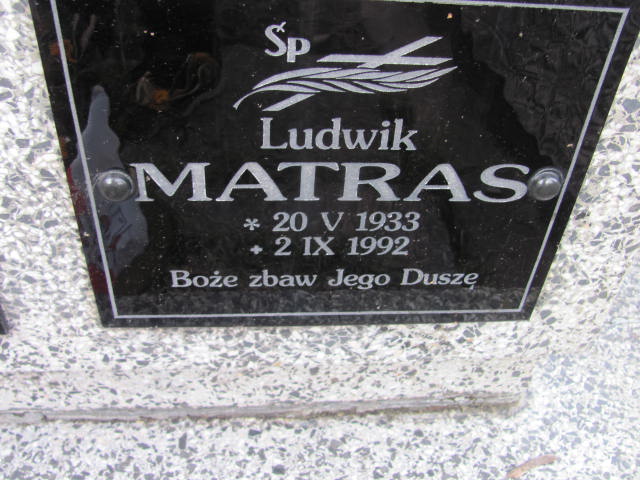 Śp
Ludwik
MATRAS
* 20 V 1933
+ 2 IX 1992
Boże zbaw Jego Duszę